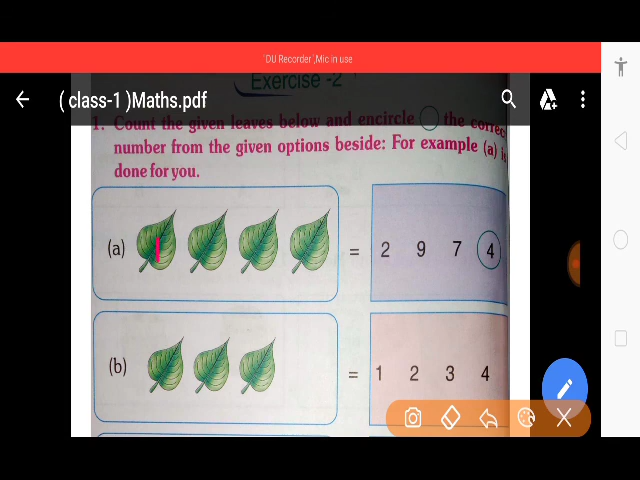 "DU Recorder",Mic in use
Exercise -2
( class-1 )Maths.pdf
1. Count the given leaves below and encircle the correc
number from the given options beside: For example (a) is
done for you.
(a) = 2 9 7 4
(b) = 1 2 3 4